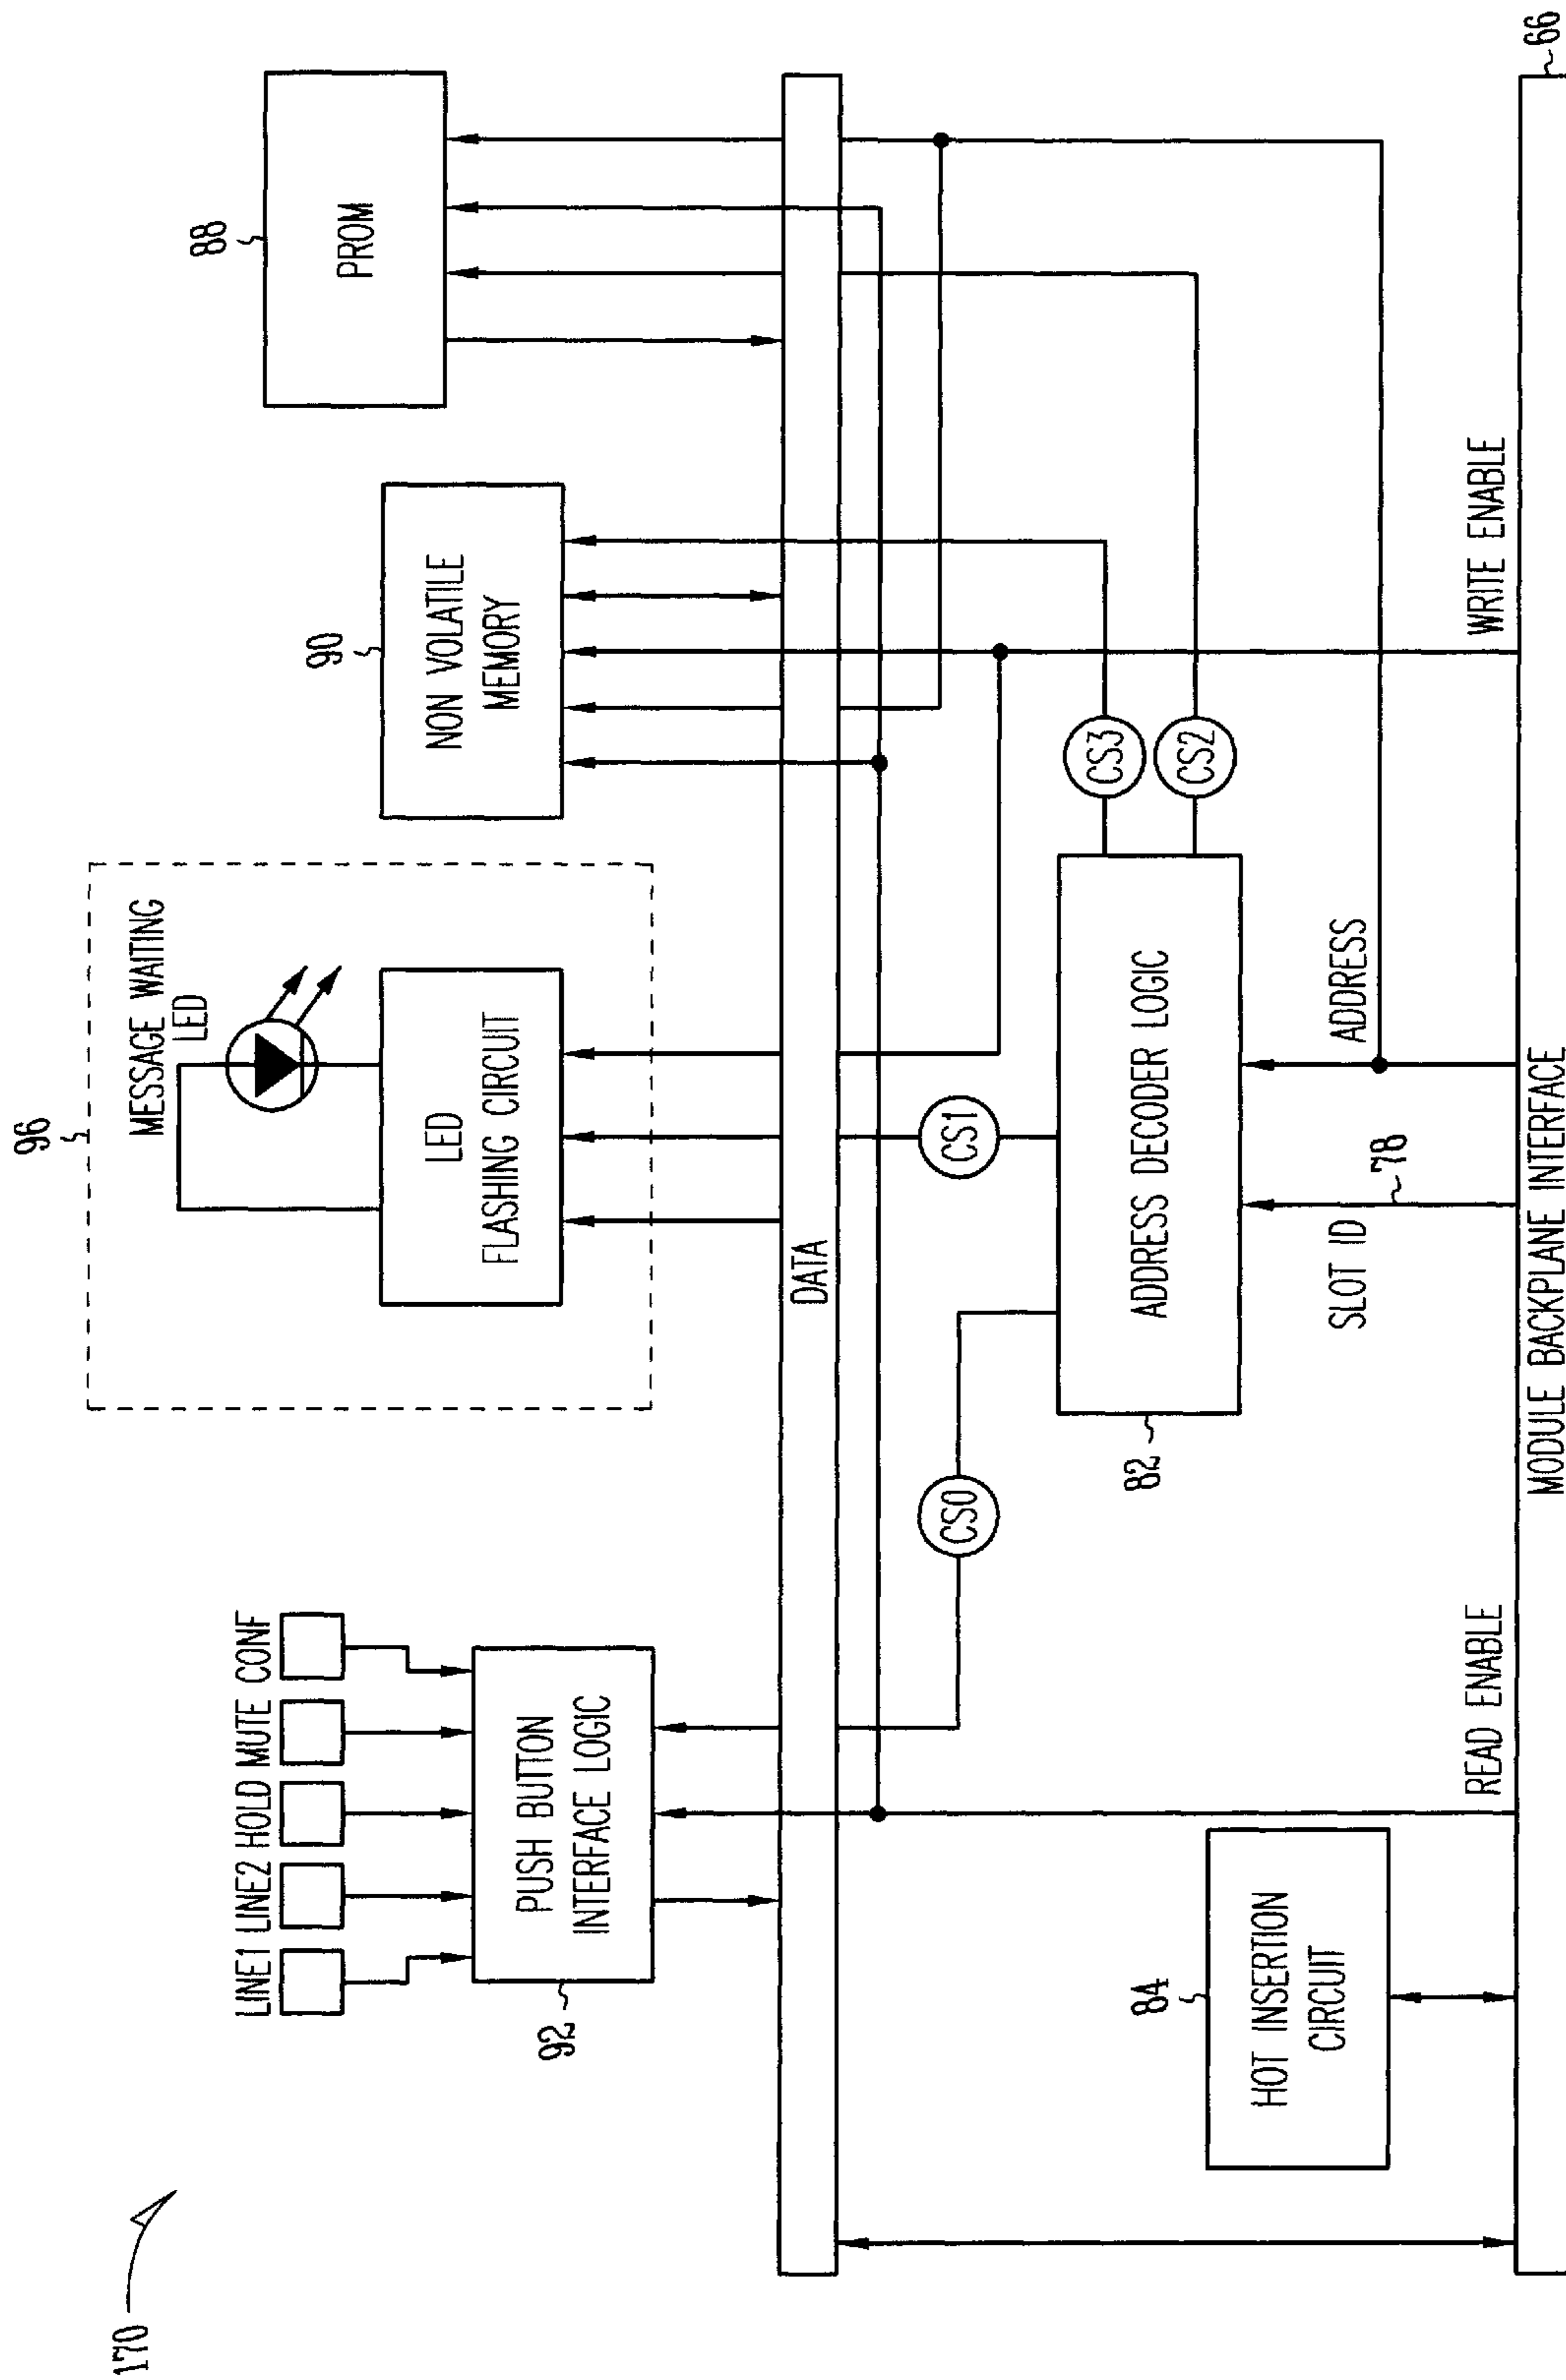 170
LINE1
LINE2
HOLD
MUTE
CONF
PUSH BUTTON
INTERFACE LOGIC
92
96
MESSAGE WAITING
LED
LED
FLASHING CIRCUIT
90
NON VOLATILE
MEMORY
88
PROM
DATA
CS0
CS1
CS3
CS2
84
HOT INSERTION
CIRCUIT
82
ADDRESS DECODER LOGIC
READ ENABLE
SLOT ID
78
ADDRESS
WRITE ENABLE
MODULE BACKPLANE INTERFACE
66